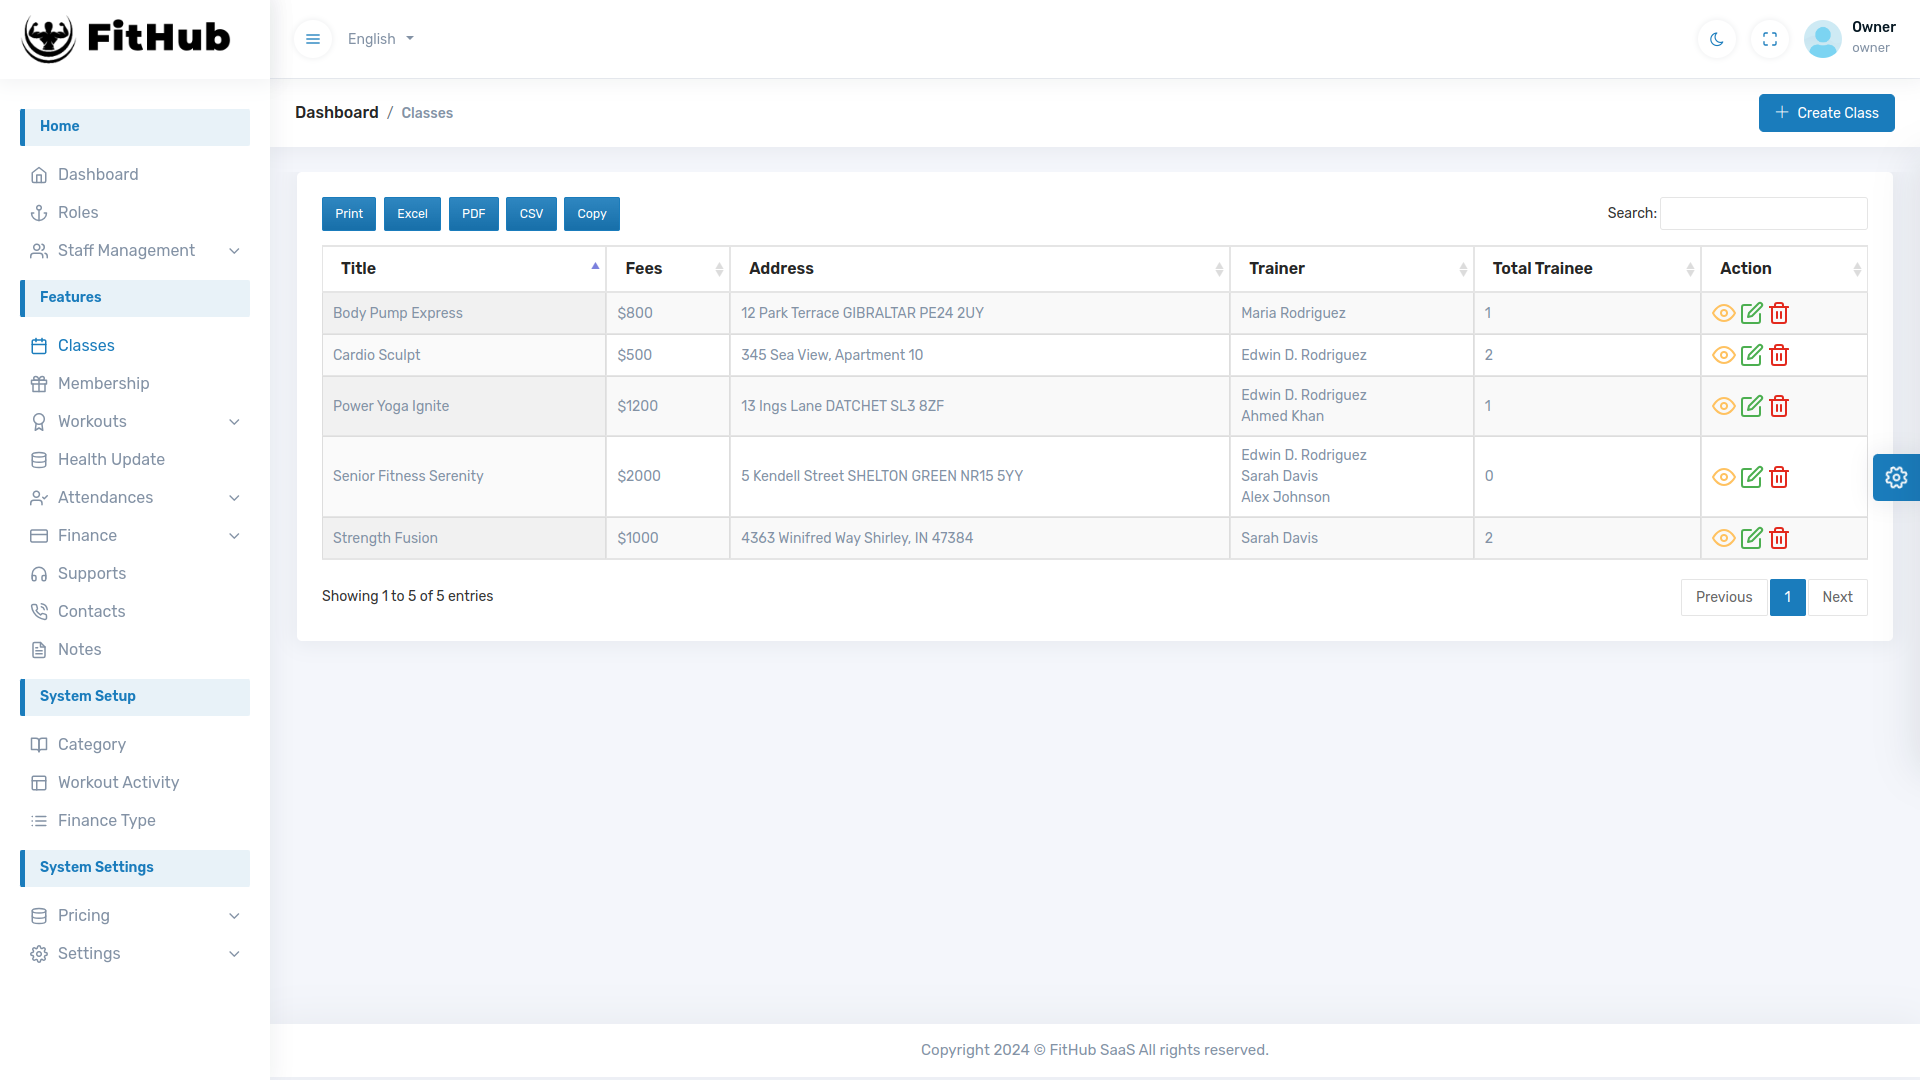 FitHub
English
Owner
owner
Home
Dashboard
Roles
Staff Management
Features
Classes
Membership
Workouts
Health Update
Attendances
Finance
Supports
Contacts
Notes
System Setup
Category
Workout Activity
Finance Type
System Settings
Pricing
Settings
Dashboard / Classes
Create Class
Print Excel PDF CSV Copy
Search:
Title Fees Address Trainer Total Trainee Action
Body Pump Express $800 12 Park Terrace GIBRALTAR PE24 2UY Maria Rodriguez 1
Cardio Sculpt $500 345 Sea View, Apartment 10 Edwin D. Rodriguez 2
Power Yoga Ignite $1200 13 Ings Lane DATCHET SL3 8ZF Edwin D. Rodriguez 1
Ahmed Khan
Senior Fitness Serenity $2000 5 Kendell Street SHELTON GREEN NR15 5YY Edwin D. Rodriguez 0
Sarah Davis
Alex Johnson
Strength Fusion $1000 4363 Winifred Way Shirley, IN 47384 Sarah Davis 2
Showing 1 to 5 of 5 entries
Previous 1 Next
Copyright 2024 © FitHub SaaS All rights reserved.